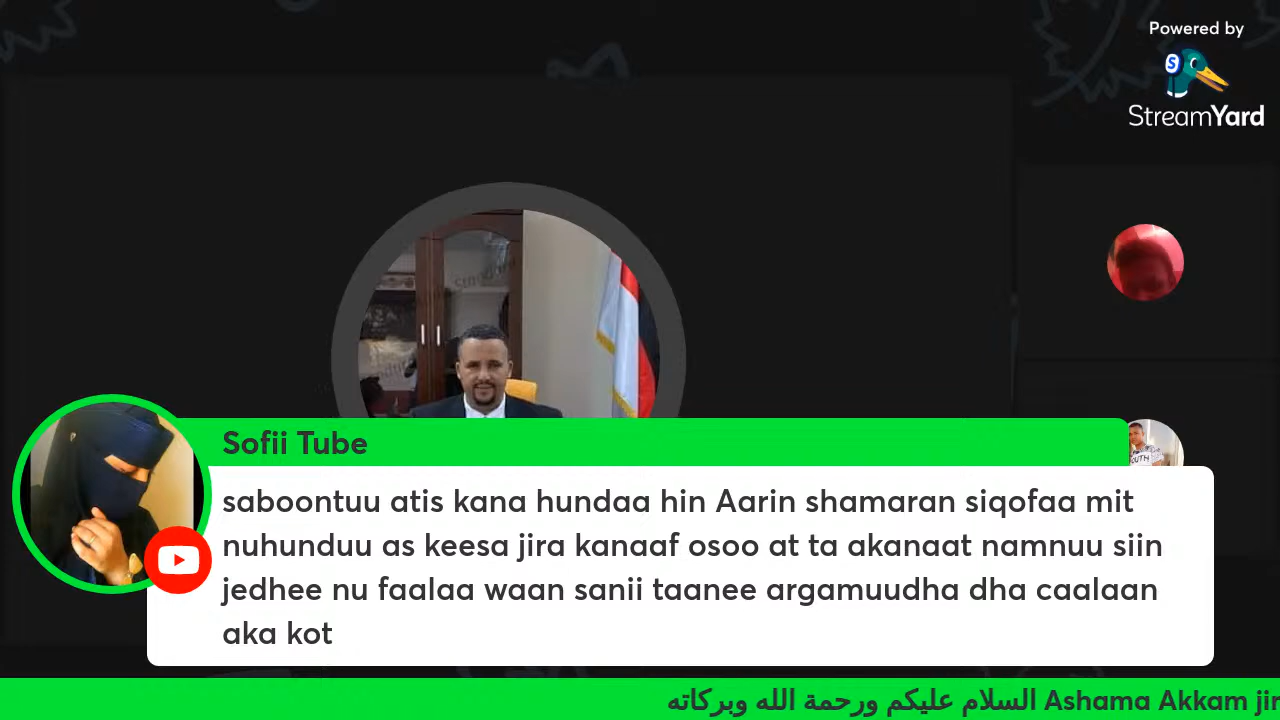 Powered by
StreamYard
Sofii Tube
saboontuu atis kana hundaa hin Aarin shamaran siqofaa mit
nuhunduu as keesa jira kanaaf osoo at ta akanaat namnuu siin
jedhee nu faalaa waan sanii taanee argamuudha dha caalaan
aka kot
السلام عليكم ورحمة الله وبركاته Ashama Akkam jir